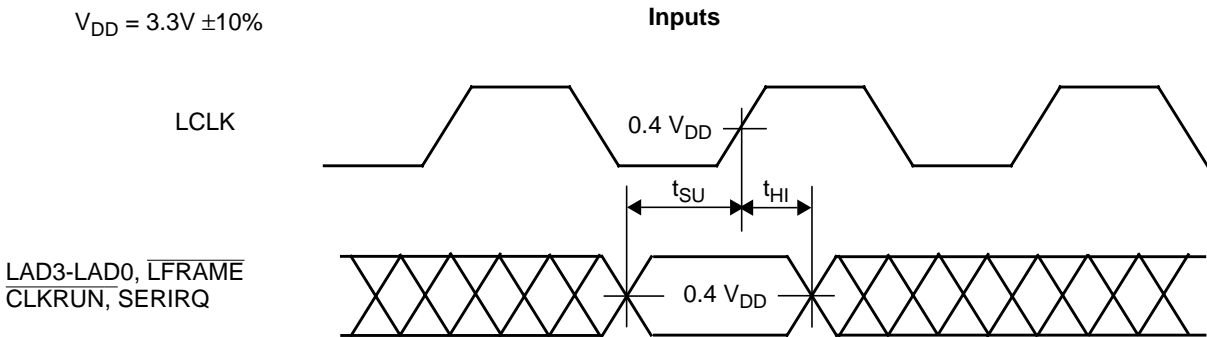 V_DD = 3.3V ±10%
Inputs
LCLK
0.4 V_DD
t_SU
t_HI
LAD3-LAD0, LFRAME
CLKRUN, SERIRQ
0.4 V_DD